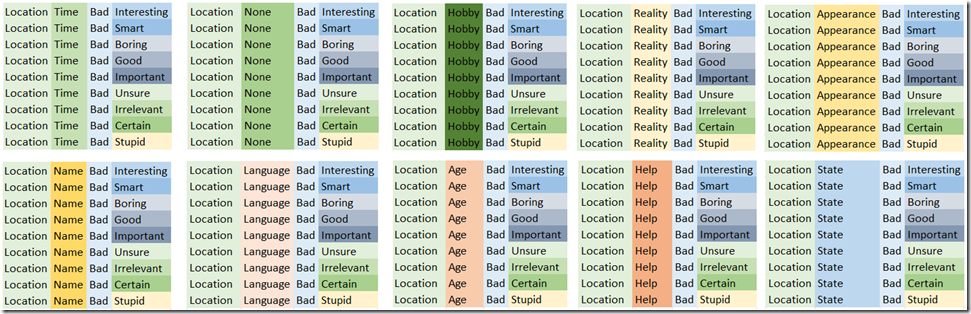 Location Time Bad Interesting
Location Time Bad Smart
Location Time Bad Boring
Location Time Bad Good
Location Time Bad Important
Location Time Bad Unsure
Location Time Bad Irrelevant
Location Time Bad Certain
Location Time Bad Stupid
Location None Bad Interesting
Location None Bad Smart
Location None Bad Boring
Location None Bad Good
Location None Bad Important
Location None Bad Unsure
Location None Bad Irrelevant
Location None Bad Certain
Location None Bad Stupid
Location Hobby Bad Interesting
Location Hobby Bad Smart
Location Hobby Bad Boring
Location Hobby Bad Good
Location Hobby Bad Important
Location Hobby Bad Unsure
Location Hobby Bad Irrelevant
Location Hobby Bad Certain
Location Hobby Bad Stupid
Location Reality Bad Interesting
Location Reality Bad Smart
Location Reality Bad Boring
Location Reality Bad Good
Location Reality Bad Important
Location Reality Bad Unsure
Location Reality Bad Irrelevant
Location Reality Bad Certain
Location Reality Bad Stupid
Location Appearance Bad Interesting
Location Appearance Bad Smart
Location Appearance Bad Boring
Location Appearance Bad Good
Location Appearance Bad Important
Location Appearance Bad Unsure
Location Appearance Bad Irrelevant
Location Appearance Bad Certain
Location Appearance Bad Stupid
Location Name Bad Interesting
Location Name Bad Smart
Location Name Bad Boring
Location Name Bad Good
Location Name Bad Important
Location Name Bad Unsure
Location Name Bad Irrelevant
Location Name Bad Certain
Location Name Bad Stupid
Location Language Bad Interesting
Location Language Bad Smart
Location Language Bad Boring
Location Language Bad Good
Location Language Bad Important
Location Language Bad Unsure
Location Language Bad Irrelevant
Location Language Bad Certain
Location Language Bad Stupid
Location Age Bad Interesting
Location Age Bad Smart
Location Age Bad Boring
Location Age Bad Good
Location Age Bad Important
Location Age Bad Unsure
Location Age Bad Irrelevant
Location Age Bad Certain
Location Age Bad Stupid
Location Help Bad Interesting
Location Help Bad Smart
Location Help Bad Boring
Location Help Bad Good
Location Help Bad Important
Location Help Bad Unsure
Location Help Bad Irrelevant
Location Help Bad Certain
Location Help Bad Stupid
Location State Bad Interesting
Location State Bad Smart
Location State Bad Boring
Location State Bad Good
Location State Bad Important
Location State Bad Unsure
Location State Bad Irrelevant
Location State Bad Certain
Location State Bad Stupid